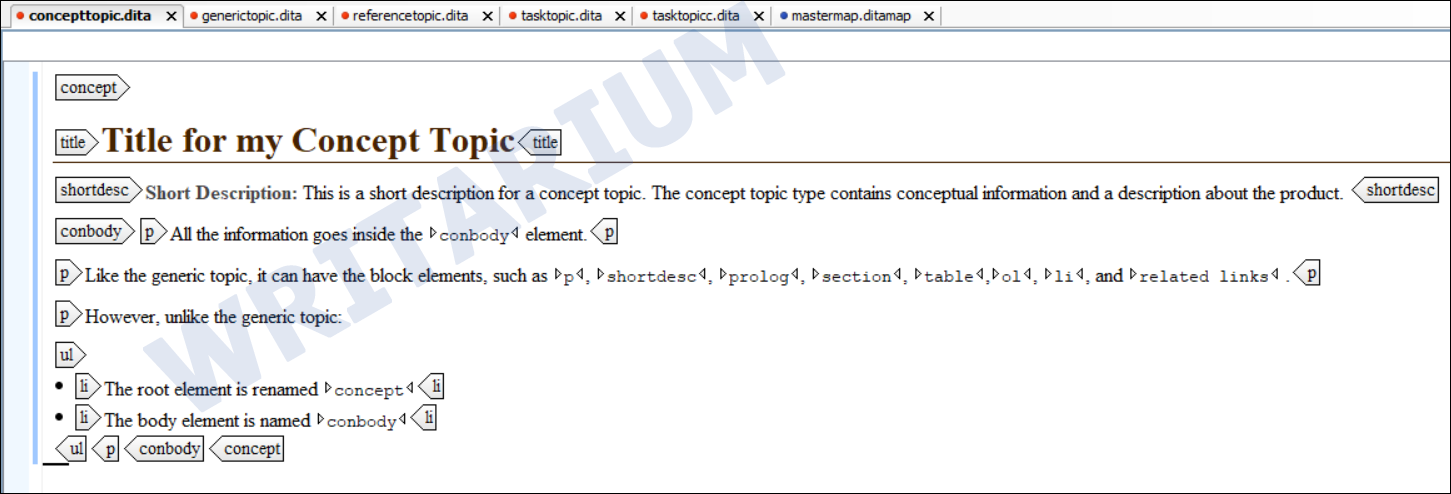 concepttopic.dita generictopic.dita referencetopic.dita tasktopic.dita tasktopicc.dita mastermap.ditamap
concept
title Title for my Concept Topic title
shortdesc Short Description: This is a short description for a concept topic. The concept topic type contains conceptual information and a description about the product. shortdesc
conbody p All the information goes inside the conbody element. p
p Like the generic topic, it can have the block elements, such as p, shortdesc, prolog, section, table, ol, li, and related links . p
p However, unlike the generic topic:
ul
• li The root element is renamed concept li
• li The body element is named conbody li
ul p conbody concept
WRITARIUM